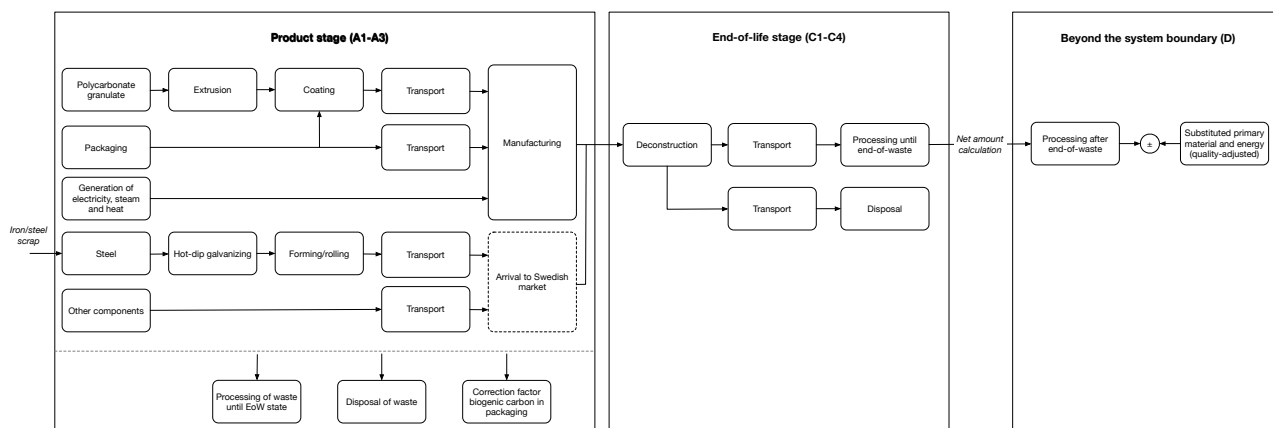 Product stage (A1-A3)
End-of-life stage (C1-C4)
Beyond the system boundary (D)
Polycarbonate
granulate
Extrusion
Coating
Transport
Manufacturing
Packaging
Transport
Generation of
electricity, steam
and heat
Iron/steel
scrap
Steel
Hot-dip galvanizing
Forming/rolling
Transport
Arrival to Swedish
market
Other components
Transport
Processing of waste
until EoW state
Disposal of waste
Correction factor
biogenic carbon in
packaging
Deconstruction
Transport
Processing until
end-of-waste
Transport
Disposal
Net amount
calculation
Processing after
end-of-waste
±
Substituted primary
material and energy
(quality-adjusted)